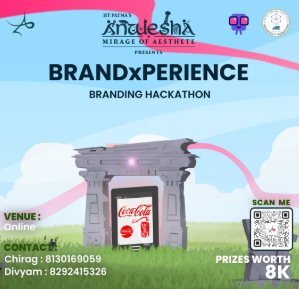 IIT PATNA'S
Anwesha
MIRAGE OF AESTHETE
PRESENTS
BRANDxPERIENCE
BRANDING HACKATHON
Coca-Cola
VENUE :
Online
CONTACT :
Chirag : 8130169059
Divyam : 8292415326
SCAN ME
PRIZES WORTH
8K